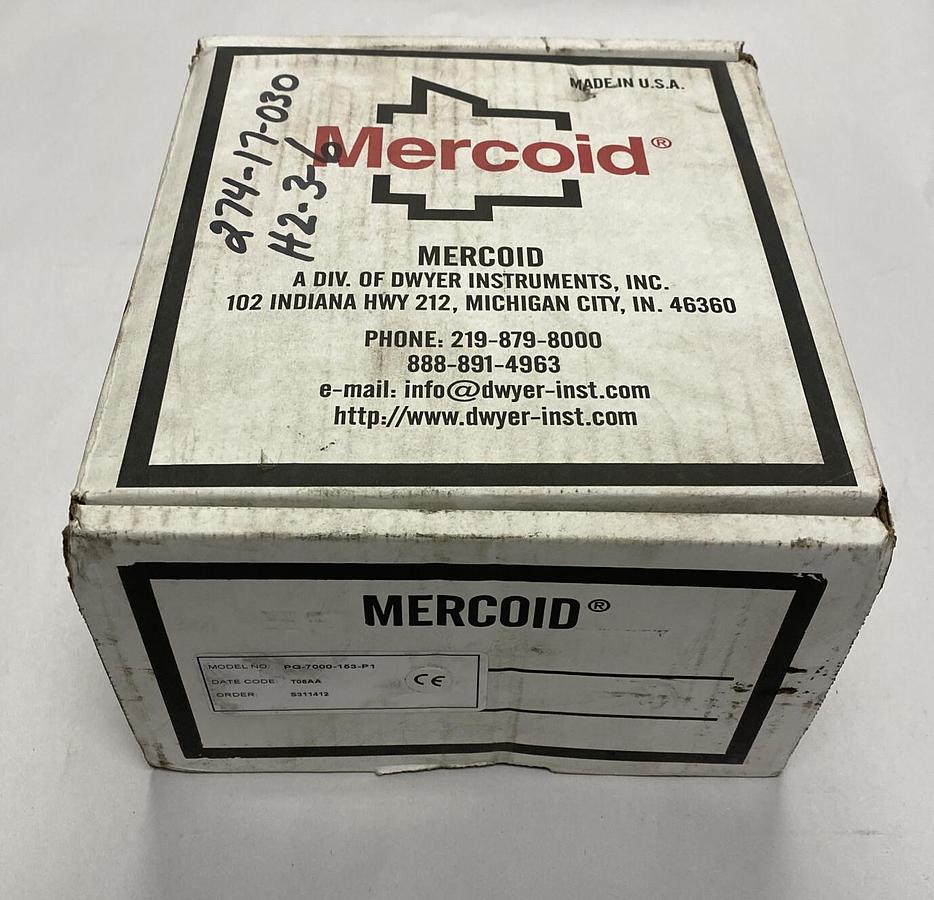 MADE IN U.S.A.
274-17-030
H2-3-6
Mercoid®
MERCOID
A DIV. OF DWYER INSTRUMENTS, INC.
102 INDIANA HWY 212, MICHIGAN CITY, IN. 46360
PHONE: 219-879-8000
888-891-4963
e-mail: info@dwyer-inst.com
http://www.dwyer-inst.com
MERCOID®
MODEL NO: PG-7000-153-P1
DATE CODE: T06AA
ORDER: S311412
CE